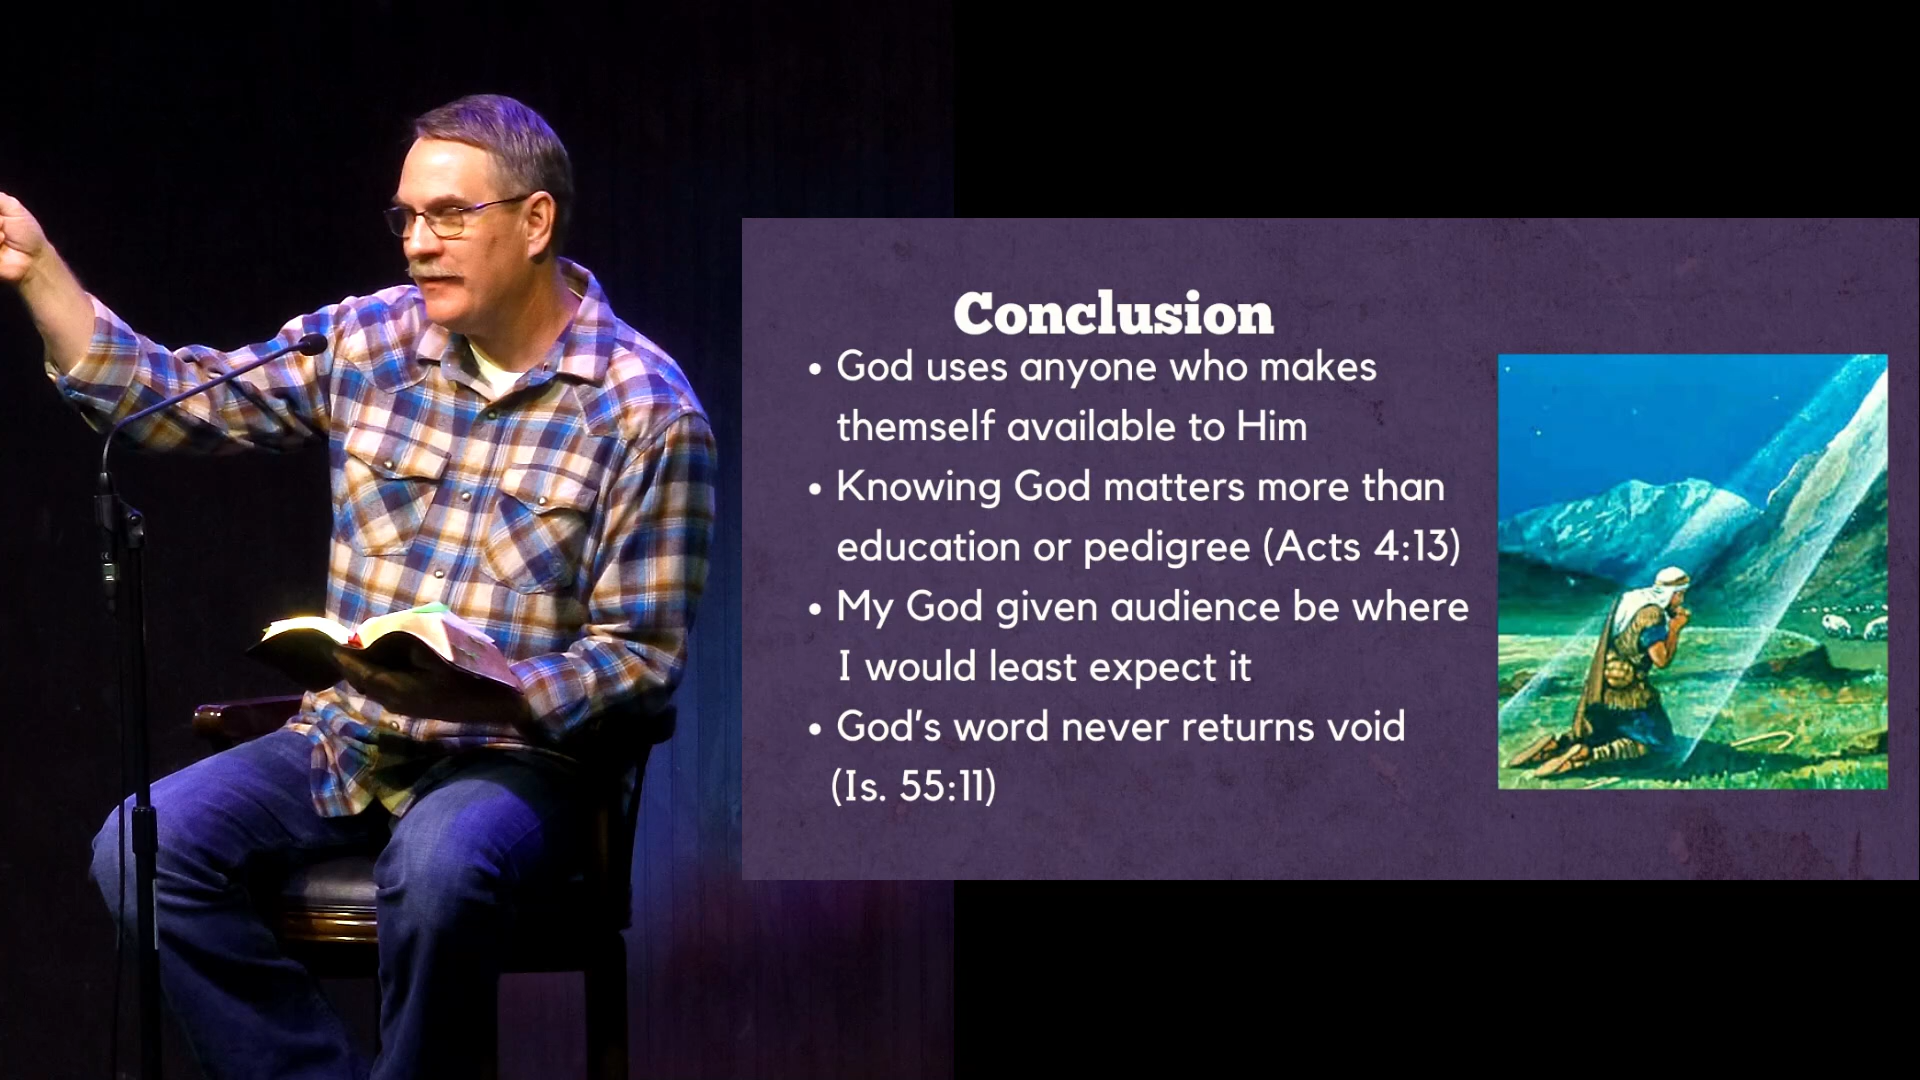 Conclusion
• God uses anyone who makes
themself available to Him
• Knowing God matters more than
education or pedigree (Acts 4:13)
• My God given audience be where
I would least expect it
• God’s word never returns void
(Is. 55:11)